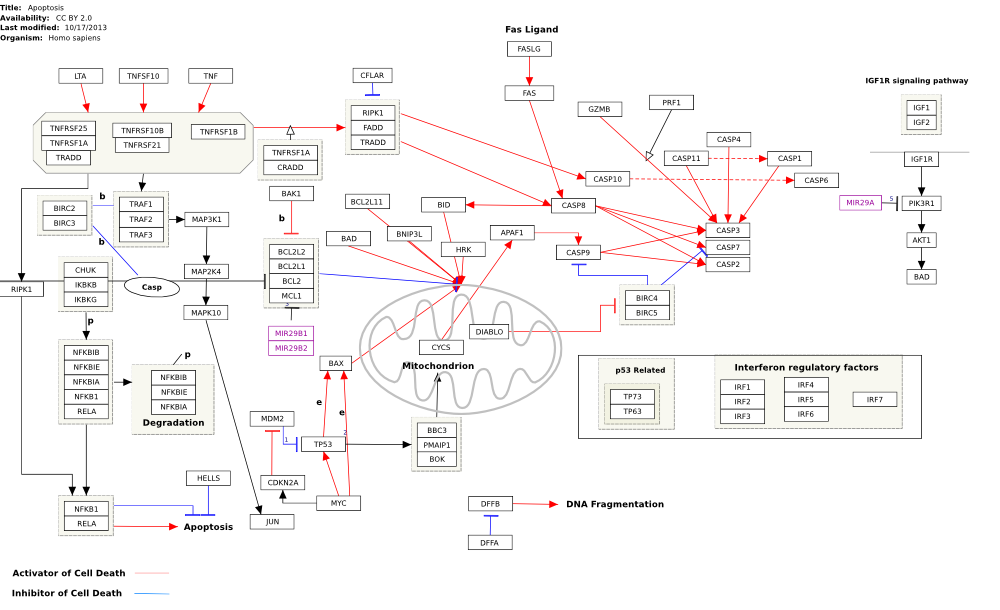 Title: Apoptosis
Availability: CC BY 2.0
Last modified: 10/17/2013
Organism: Homo sapiens
Fas Ligand
FASLG
FAS
LTA
TNFRSF10
TNF
CFLAR
TNFRSF25
TNFRSF1A
TRADD
TNFRSF10B
TNFRSF21
TNFRSF1B
TNFRSF1A
CRADD
RIPK1
FADD
TRADD
GZMB
PRF1
CASP4
CASP11
CASP1
CASP10
CASP6
IGF1R signaling pathway
IGF1
IGF2
IGF1R
MIR29A
5
PIK3R1
AKT1
BAD
BIRC2
BIRC3
b
b
TRAF1
TRAF2
TRAF3
MAP3K1
MAP2K4
MAPK10
BAK1
b
BCL2L11
BID
CASP8
BAD
BNIP3L
HRK
APAF1
CASP9
CASP3
CASP7
CASP2
BCL2L2
BCL2L1
BCL2
MCL1
3
MIR29B1
MIR29B2
RIPK1
CHUK
IKBKB
IKBKG
Casp
p
BIRC4
BIRC5
DIABLO
CYCS
Mitochondrion
NFKBIB
NFKBIE
NFKBIA
NFKB1
RELA
p
NFKBIB
NFKBIE
NFKBIA
Degradation
BAX
e
e
MDM2
1
TP53
2
BBC3
PMAIP1
BOK
CDKN2A
MYC
JUN
HELLS
NFKB1
RELA
Apoptosis
p53 Related
TP73
TP63
Interferon regulatory factors
IRF1
IRF2
IRF3
IRF4
IRF5
IRF6
IRF7
DFFB
DNA Fragmentation
DFFA
Activator of Cell Death
Inhibitor of Cell Death